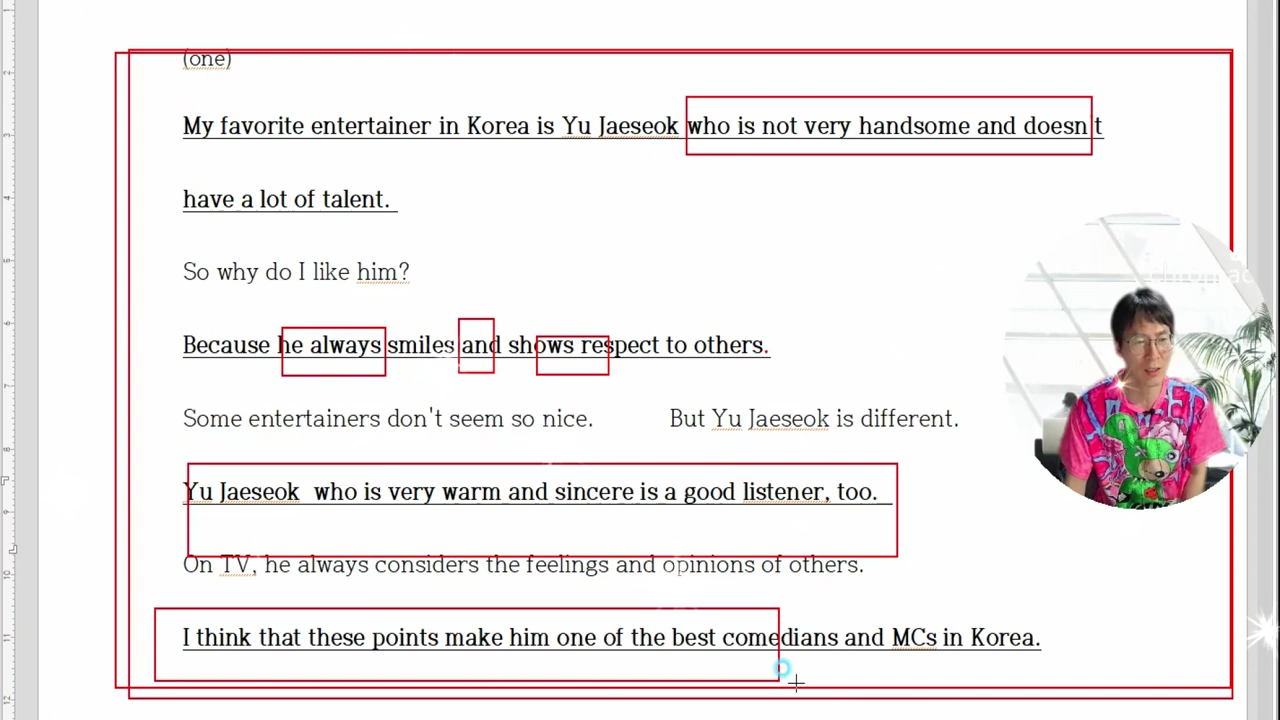 (one)
My favorite entertainer in Korea is Yu Jaeseok who is not very handsome and doesn't
have a lot of talent.
So why do I like him?
Because he always smiles and shows respect to others.
Some entertainers don't seem so nice. But Yu Jaeseok is different.
Yu Jaeseok who is very warm and sincere is a good listener, too.
On TV, he always considers the feelings and opinions of others.
I think that these points make him one of the best comedians and MCs in Korea.